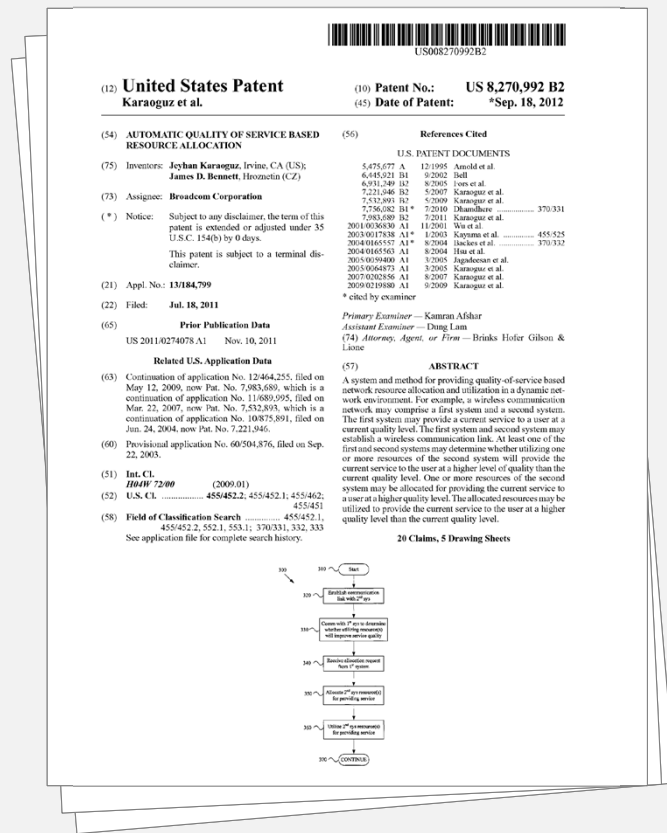 US008270992B2
(12) United States Patent
Karaoguz et al.
(10) Patent No.: US 8,270,992 B2
(45) Date of Patent: *Sep. 18, 2012
(54) AUTOMATIC QUALITY OF SERVICE BASED
RESOURCE ALLOCATION
(75) Inventors: Jeyhan Karaoguz, Irvine, CA (US);
James D. Bennett, Hroznetin (CZ)
(73) Assignee: Broadcom Corporation
( * ) Notice: Subject to any disclaimer, the term of this
patent is extended or adjusted under 35
U.S.C. 154(b) by 0 days.
This patent is subject to a terminal dis-
claimer.
(21) Appl. No.: 13/184,799
(22) Filed: Jul. 18, 2011
(65) Prior Publication Data
US 2011/0274078 A1 Nov. 10, 2011
Related U.S. Application Data
(63) Continuation of application No. 12/464,255, filed on
May 12, 2009, now Pat. No. 7,983,689, which is a
continuation of application No. 11/689,995, filed on
Mar. 22, 2007, now Pat. No. 7,532,893, which is a
continuation of application No. 10/875,891, filed on
Jun. 24, 2004, now Pat. No. 7,221,946.
(60) Provisional application No. 60/504,876, filed on Sep.
22, 2003.
(51) Int. Cl.
H04W 72/00 (2009.01)
(52) U.S. Cl. .................. 455/452.2; 455/452.1; 455/462;
455/451
(58) Field of Classification Search ............ 455/452.1,
455/452.2, 552.1, 553.1; 370/331, 332, 333
See application file for complete search history.
(56) References Cited
U.S. PATENT DOCUMENTS
5,475,677 A 12/1995 Arnold et al.
6,445,921 B1 9/2002 Bell
6,931,249 B2 8/2005 Fors et al.
7,221,946 B2 5/2007 Karaoguz et al.
7,532,893 B2 5/2009 Karaoguz et al.
7,756,082 B1 * 7/2010 Dhamdhere .................. 370/331
7,983,689 B2 7/2011 Karaoguz et al.
2001/0036830 A1 11/2001 Wu et al.
2003/0017838 A1* 1/2003 Kayama et al. ............... 455/525
2004/0165557 A1* 8/2004 Backes et al. ................. 370/332
2004/0165563 A1 8/2004 Hsu et al.
2005/0059400 A1 3/2005 Jagadeesan et al.
2005/0064873 A1 3/2005 Karaoguz et al.
2007/0202856 A1 8/2007 Karaoguz et al.
2009/0219880 A1 9/2009 Karaoguz et al.
* cited by examiner
Primary Examiner — Kamran Afshar
Assistant Examiner — Dung Lam
(74) Attorney, Agent, or Firm — Brinks Hofer Gilson &
Lione
(57) ABSTRACT
A system and method for providing quality-of-service based
network resource allocation and utilization in a dynamic net-
work environment. For example, a wireless communication
network may comprise a first system and a second system.
The first system may provide a current service to a user at a
current quality level. The first system and second system may
establish a wireless communication link. At least one of the
first and second systems may determine whether utilizing one
or more resources of the second system will provide the
current service to the user at a higher level of quality than the
current quality level. One or more resources of the second
system may be allocated for providing the current service to
a user at a higher quality level. The allocated resources may be
utilized to provide the current service to the user at a higher
quality level than the current quality level.
20 Claims, 5 Drawing Sheets
300
310 Start
320 Establish communication
link with 2nd sys
330 Comm with 1st sys to determine
whether utilizing resource(s)
will improve service quality
340 Receive allocation request
from 1st system
350 Allocate 2nd sys resource(s)
for providing service
360 Utilize 2nd sys resource(s)
for providing service
370 CONTINUE